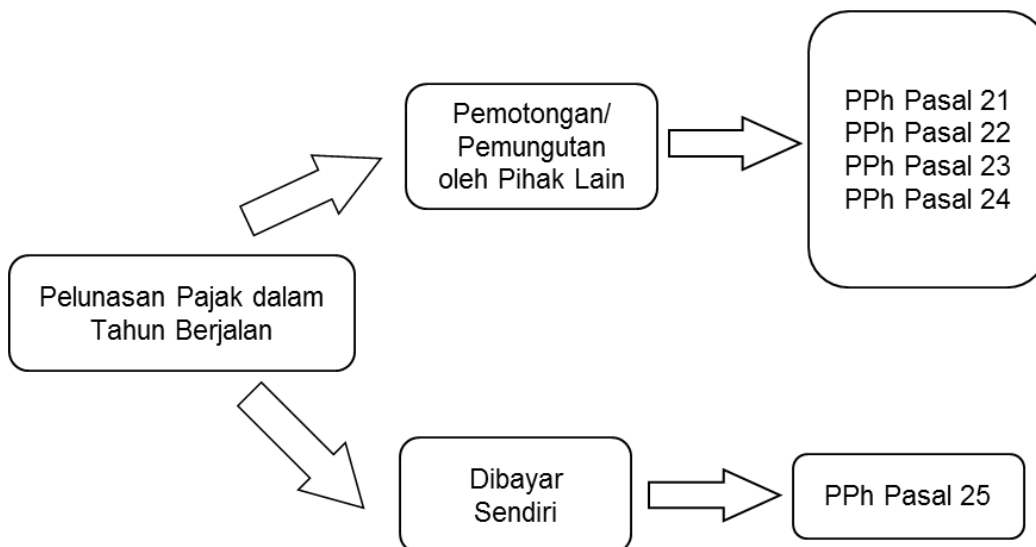 Pelunasan Pajak dalam
Tahun Berjalan
Pemotongan/
Pemungutan
oleh Pihak Lain
PPh Pasal 21
PPh Pasal 22
PPh Pasal 23
PPh Pasal 24
Dibayar
Sendiri
PPh Pasal 25